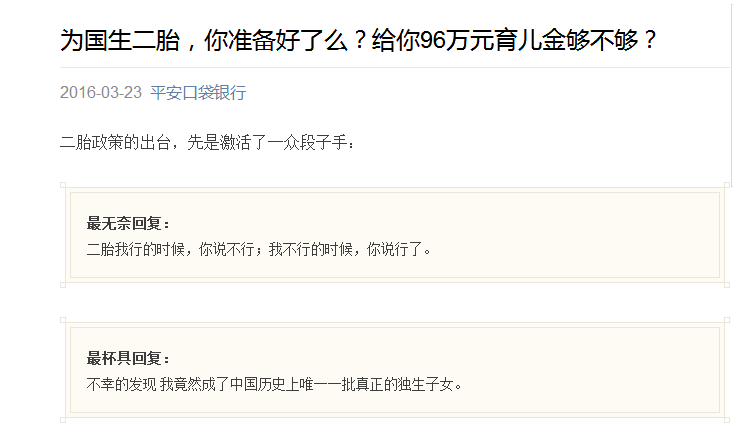 为国生二胎，你准备好了么？给你96万元育儿金够不够？
2016-03-23 平安口袋银行
二胎政策的出台，先是激活了一众段子手：
最无奈回复：
二胎我行的时候，你说不行；我不行的时候，你说行了。
最杯具回复：
不幸的发现 我竟然成了中国历史上唯一一批真正的独生子女。